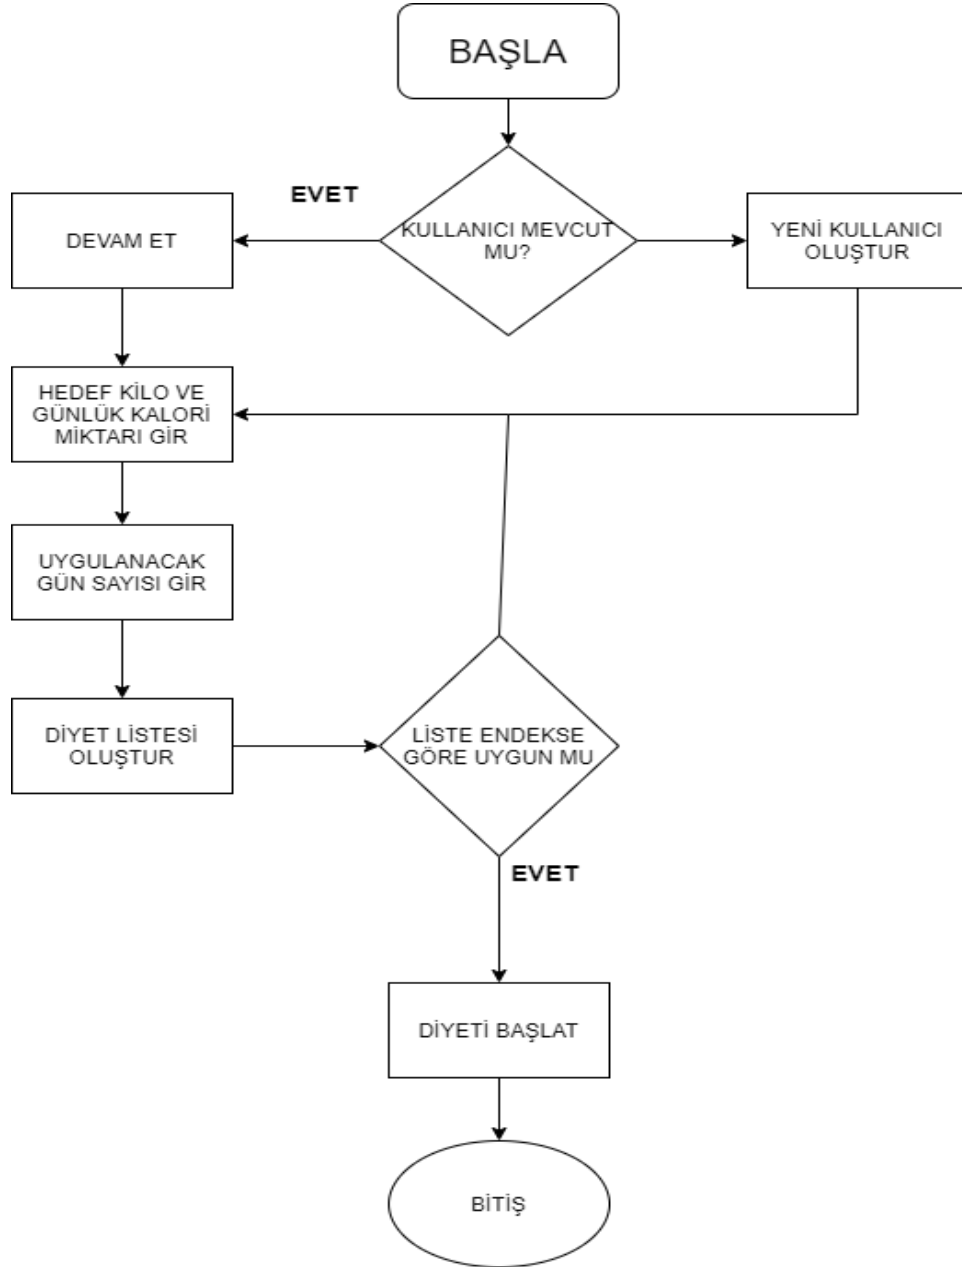 BAŞLA
EVET
KULLANICI MEVCUT
MU?
DEVAM ET
YENİ KULLANICI
OLUŞTUR
HEDEF KİLO VE
GÜNLÜK KALORİ
MİKTARI GİR
UYGULANACAK
GÜN SAYISI GİR
DİYET LİSTESİ
OLUŞTUR
LİSTE ENDEKSE
GÖRE UYGUN MU
EVET
DİYETİ BAŞLAT
BİTİŞ